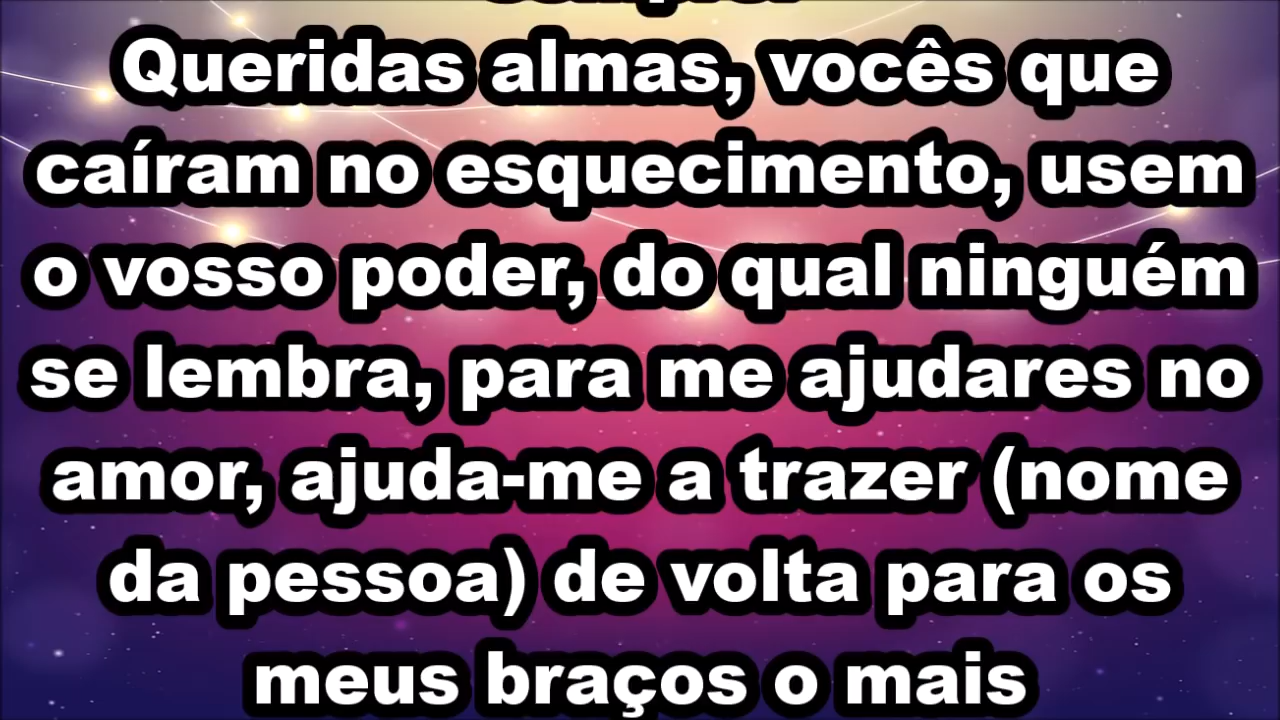 Queridas almas, vocês que
caíram no esquecimento, usem
o vosso poder, do qual ninguém
se lembra, para me ajudares no
amor, ajuda-me a trazer (nome
da pessoa) de volta para os
meus braços o mais